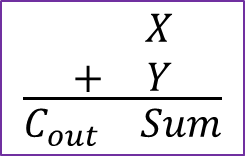 X
+ Y
C_out Sum